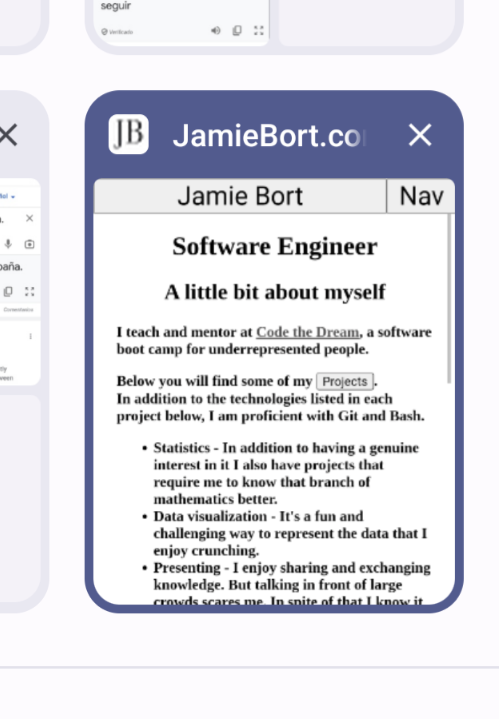 seguir
Verificado
JB
JamieBort.co
Jamie Bort
Nav
Software Engineer
A little bit about myself
I teach and mentor at Code the Dream, a software
boot camp for underrepresented people.
Below you will find some of my Projects.
In addition to the technologies listed in each
project below, I am proficient with Git and Bash.
• Statistics - In addition to having a genuine
interest in it I also have projects that
require me to know that branch of
mathematics better.
• Data visualization - It's a fun and
challenging way to represent the data that I
enjoy crunching.
• Presenting - I enjoy sharing and exchanging
knowledge. But talking in front of large
crowds scares me. In spite of that I know it
paña.